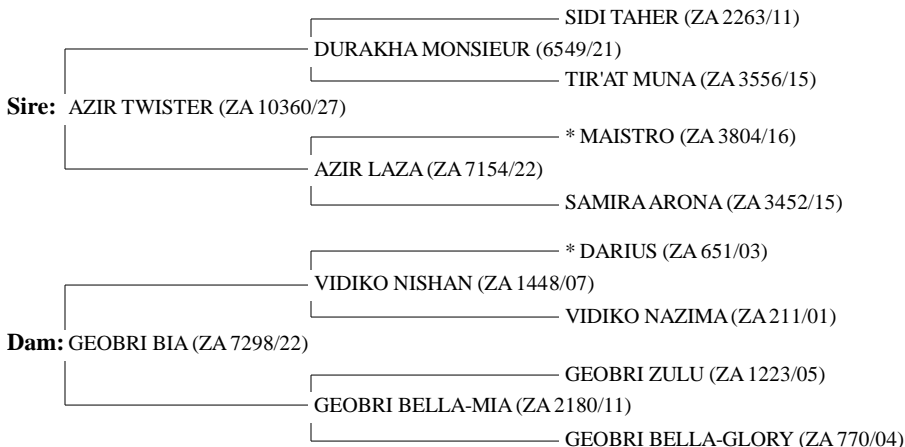 SIDI TAHER (ZA 2263/11)
DURAKHA MONSIEUR (6549/21)
TIR'AT MUNA (ZA 3556/15)
Sire: AZIR TWISTER (ZA 10360/27)
* MAISTRO (ZA 3804/16)
AZIR LAZA (ZA 7154/22)
SAMIRA ARONA (ZA 3452/15)
* DARIUS (ZA 651/03)
VIDIKO NISHAN (ZA 1448/07)
VIDIKO NAZIMA (ZA 211/01)
Dam: GEOBRI BIA (ZA 7298/22)
GEOBRI ZULU (ZA 1223/05)
GEOBRI BELLA-MIA (ZA 2180/11)
GEOBRI BELLA-GLORY (ZA 770/04)